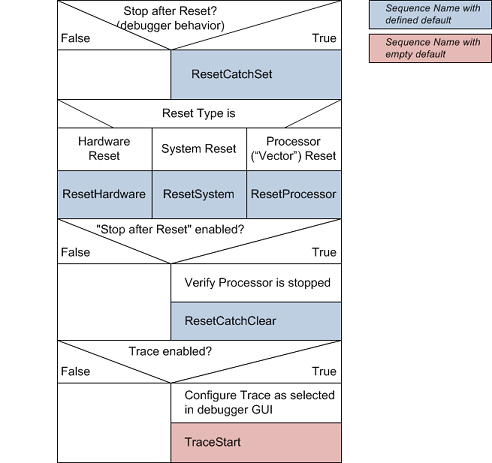 Stop after Reset?
(debugger behavior)
False
True
ResetCatchSet
Reset Type is
Hardware
Reset
System Reset
Processor
("Vector") Reset
ResetHardware
ResetSystem
ResetProcessor
"Stop after Reset" enabled?
False
True
Verify Processor is stopped
ResetCatchClear
Trace enabled?
False
True
Configure Trace as selected
in debugger GUI
TraceStart
Sequence Name with
defined default
Sequence Name with
empty default